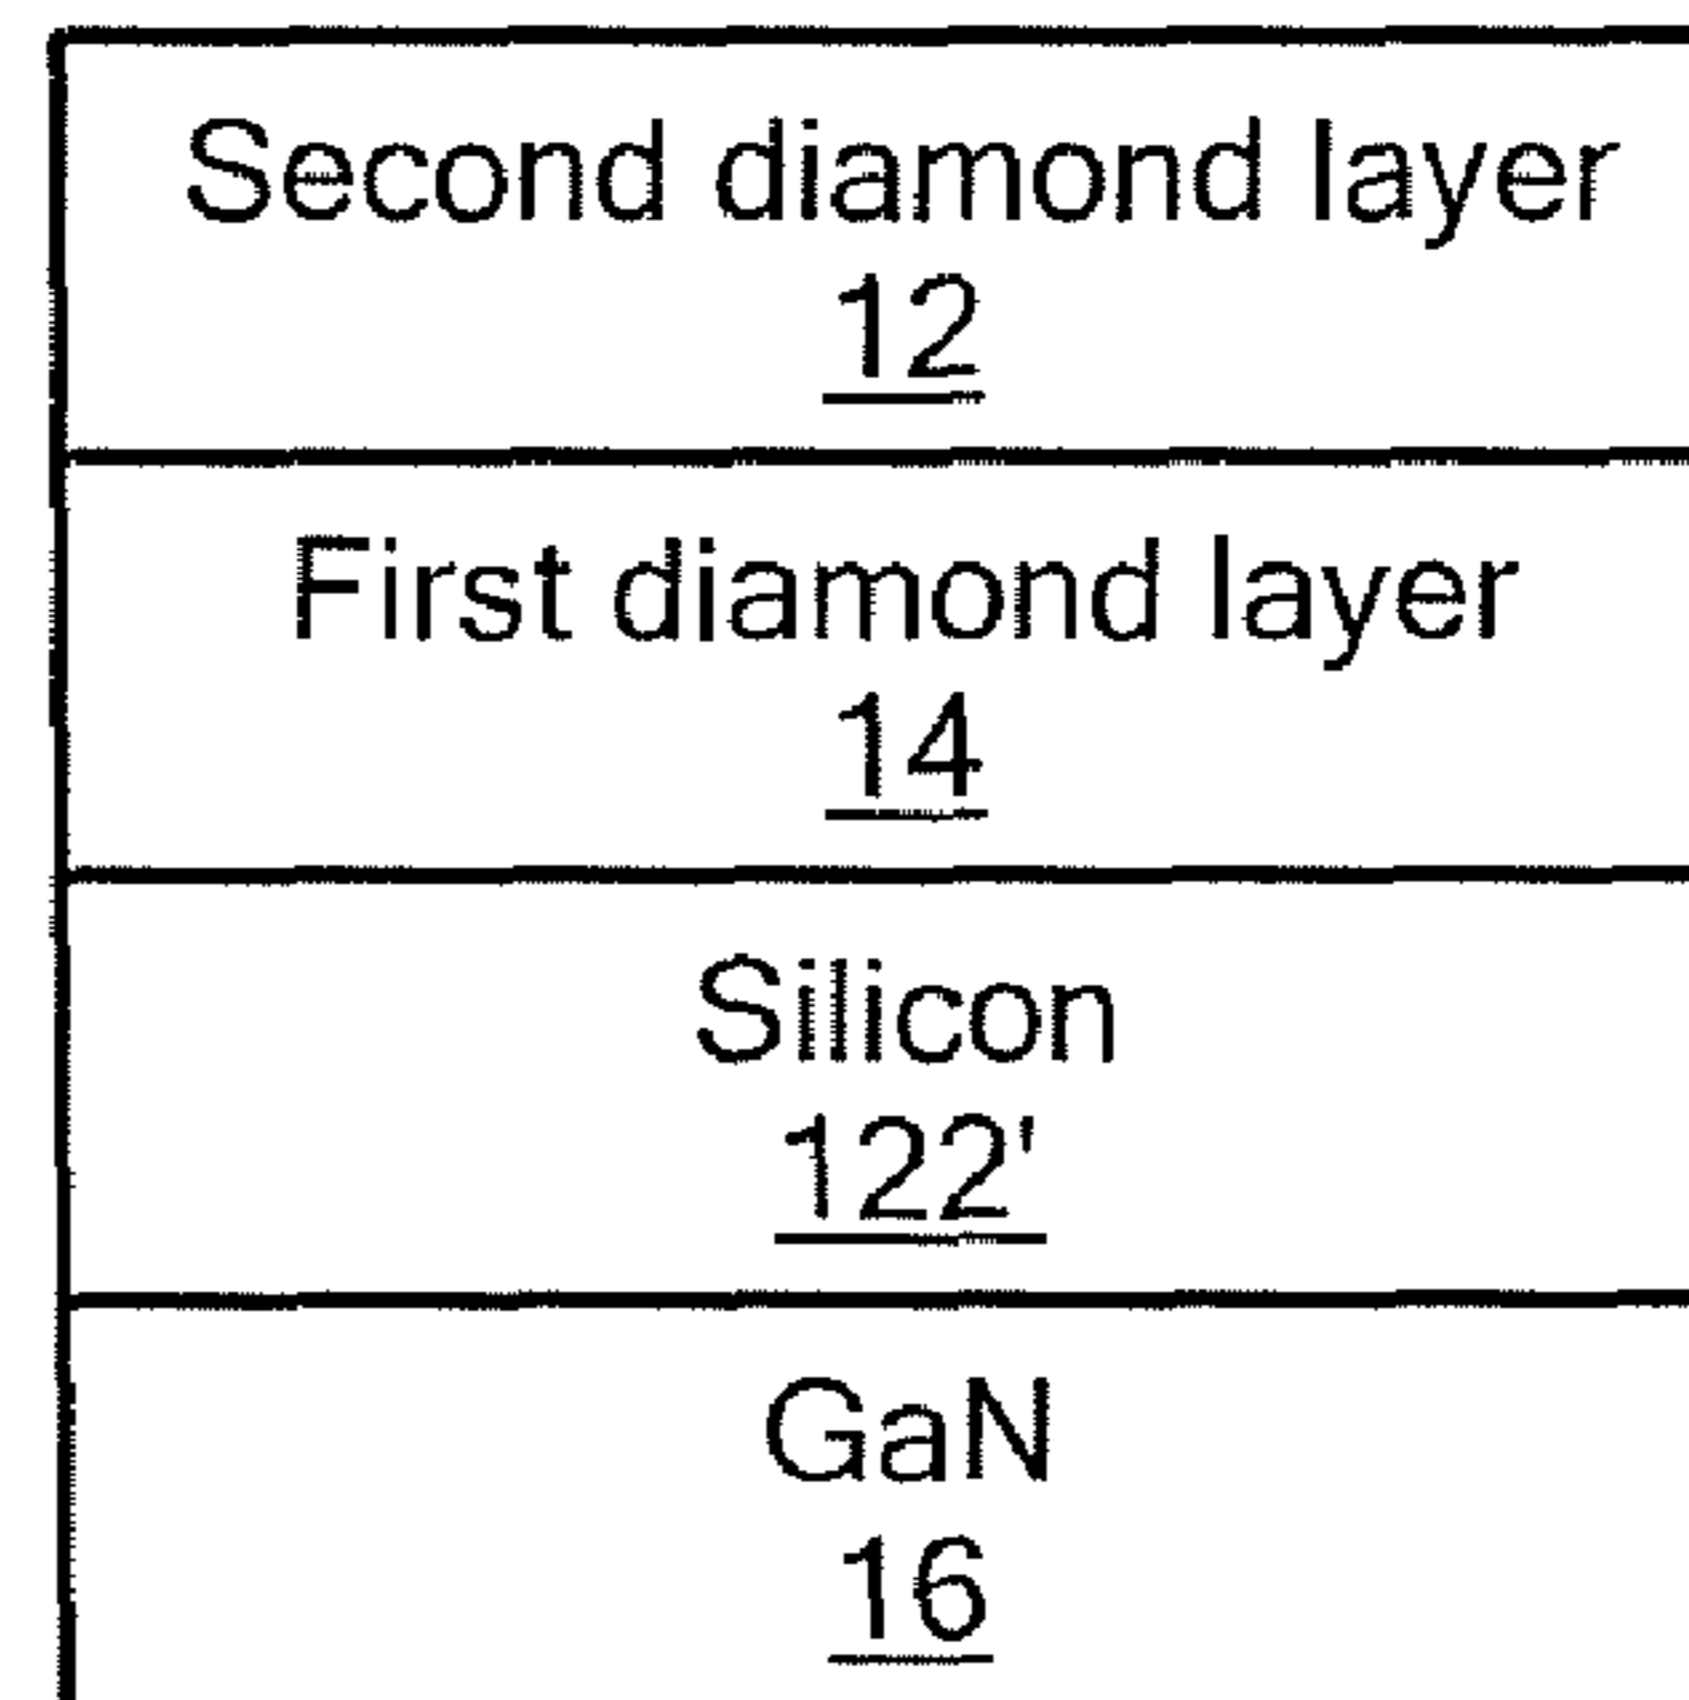 Second diamond layer
12
First diamond layer
14
Silicon
122'
GaN
16